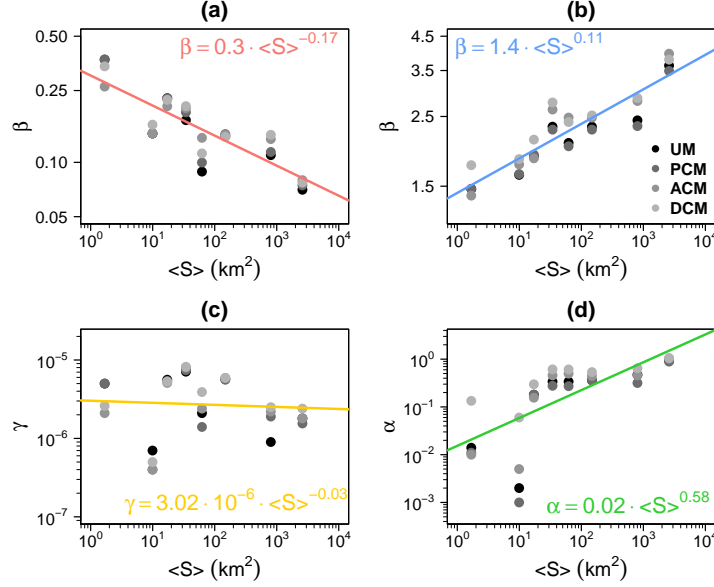 (a)
β = 0.3 · <S>^−0.17
0.50
0.25
0.10
0.05
β
10^0 10^1 10^2 10^3 10^4
<S> (km^2)
(b)
β = 1.4 · <S>^0.11
4.5
3.5
2.5
1.5
β
UM
PCM
ACM
DCM
10^0 10^1 10^2 10^3 10^4
<S> (km^2)
(c)
10^−5
10^−6
10^−7
γ
γ = 3.02 · 10^−6 · <S>^−0.03
10^0 10^1 10^2 10^3 10^4
<S> (km^2)
(d)
10^0
10^−1
10^−2
10^−3
α
α = 0.02 · <S>^0.58
10^0 10^1 10^2 10^3 10^4
<S> (km^2)